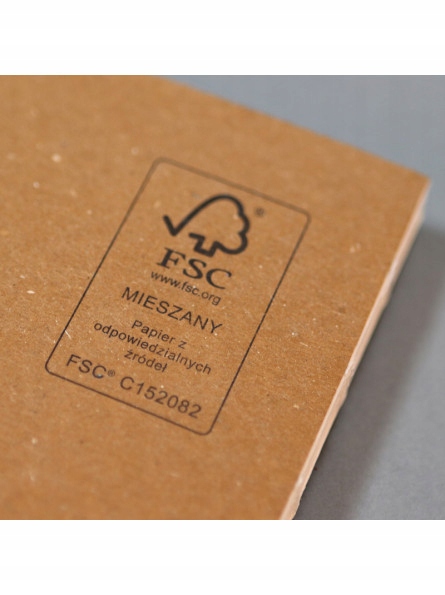 FSC
www.fsc.org
MIESZANY
Papier z
odpowiedzialnych
źródeł
FSC® C152082